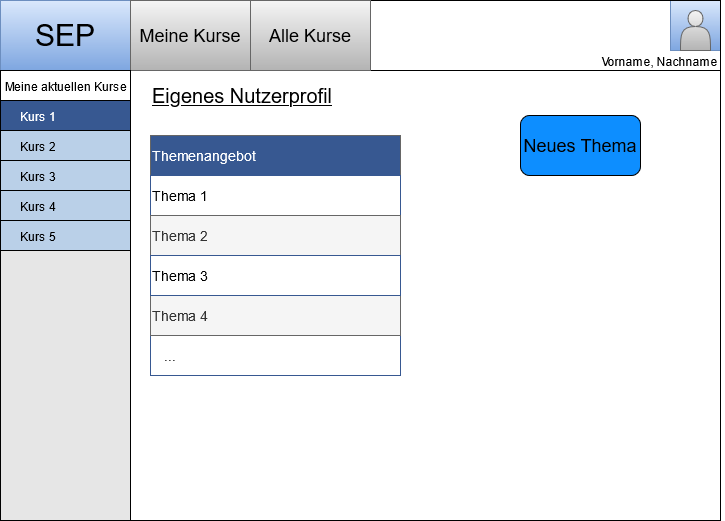 SEP
Meine Kurse
Alle Kurse
Vorname, Nachname
Meine aktuellen Kurse
Kurs 1
Kurs 2
Kurs 3
Kurs 4
Kurs 5
Eigenes Nutzerprofil
Neues Thema
Themenangebot
Thema 1
Thema 2
Thema 3
Thema 4
...